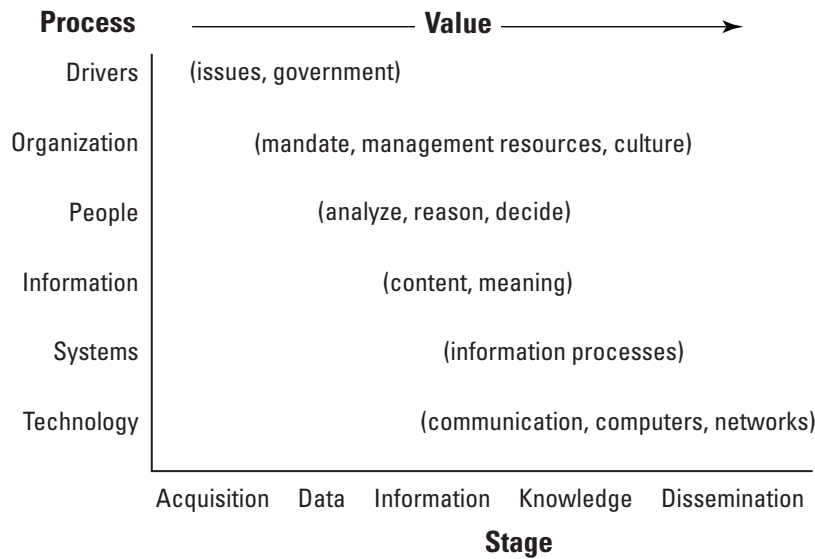 Process Value
Drivers (issues, government)
Organization (mandate, management resources, culture)
People (analyze, reason, decide)
Information (content, meaning)
Systems (information processes)
Technology (communication, computers, networks)
Acquisition Data Information Knowledge Dissemination
Stage